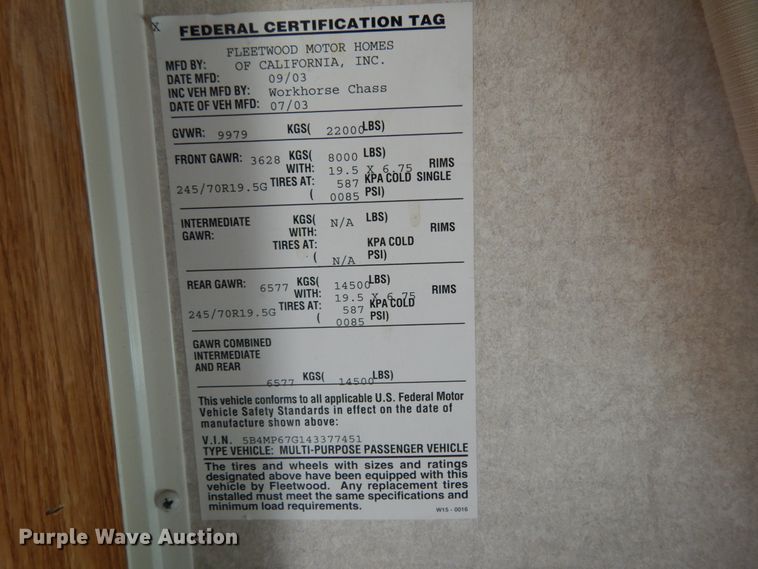 X FEDERAL CERTIFICATION TAG
FLEETWOOD MOTOR HOMES
MFD BY: OF CALIFORNIA, INC.
DATE MFD: 09/03
INC VEH MFD BY: Workhorse Chass
DATE OF VEH MFD: 07/03
GVWR: 9979 KGS( 22000 LBS)
FRONT GAWR: 3628 KGS( 8000 LBS)
WITH: 19.5 X 6.75 RIMS
245/70R19.5G TIRES AT: 587 KPA COLD SINGLE
( 0085 PSI)
INTERMEDIATE KGS( N/A LBS)
GAWR: WITH: RIMS
TIRES AT: KPA COLD
( N/A PSI)
REAR GAWR: 6577 KGS( 14500 LBS)
WITH: 19.5 X 6.75 RIMS
245/70R19.5G TIRES AT: 587 KPA COLD
( 0085 PSI)
GAWR COMBINED
INTERMEDIATE
AND REAR
6577 KGS( 14500 LBS)
This vehicle conforms to all applicable U.S. Federal Motor
Vehicle Safety Standards in effect on the date of
manufacture shown above:
V.I.N. 5B4MP67G143377451
TYPE VEHICLE: MULTI-PURPOSE PASSENGER VEHICLE
The tires and wheels with sizes and ratings
designated above have been equipped with this
vehicle by Fleetwood. Any replacement tires
installed must meet the same specifications and
minimum load requirements.
W15 - 0016
Purple Wave Auction®